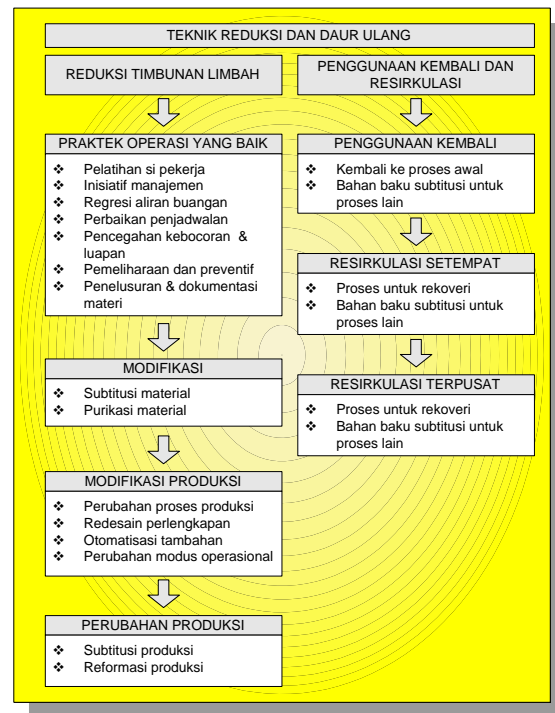 TEKNIK REDUKSI DAN DAUR ULANG
REDUKSI TIMBUNAN LIMBAH
PRAKTEK OPERASI YANG BAIK
❖ Pelatihan si pekerja
❖ Inisiatif manajemen
❖ Regresi aliran buangan
❖ Perbaikan penjadwalan
❖ Pencegahan kebocoran &
luapan
❖ Pemeliharaan dan preventif
❖ Penelusuran & dokumentasi
materi
MODIFIKASI
❖ Subtitusi material
❖ Purikasi material
MODIFIKASI PRODUKSI
❖ Perubahan proses produksi
❖ Redesain perlengkapan
❖ Otomatisasi tambahan
❖ Perubahan modus operasional
PERUBAHAN PRODUKSI
❖ Subtitusi produksi
❖ Reformasi produksi
PENGGUNAAN KEMBALI DAN
RESIRKULASI
PENGGUNAAN KEMBALI
❖ Kembali ke proses awal
❖ Bahan baku subtitusi untuk
proses lain
RESIRKULASI SETEMPAT
❖ Proses untuk rekoveri
❖ Bahan baku subtitusi untuk
proses lain
RESIRKULASI TERPUSAT
❖ Proses untuk rekoveri
❖ Bahan baku subtitusi untuk
proses lain